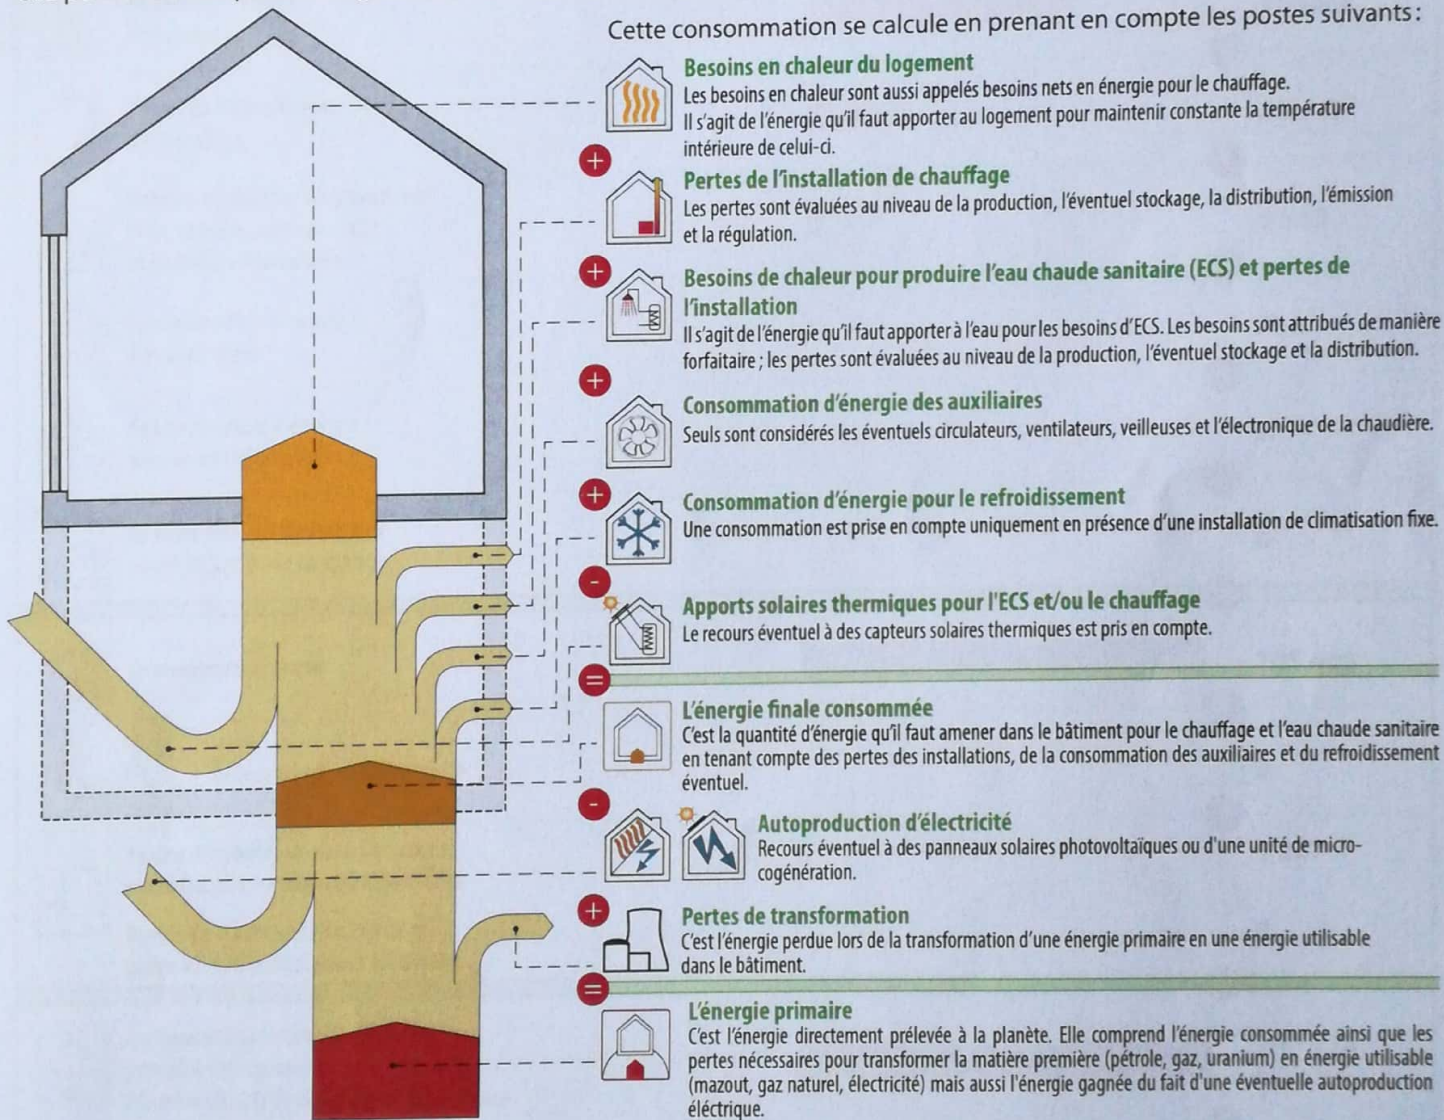 Cette consommation se calcule en prenant en compte les postes suivants :
Besoins en chaleur du logement
Les besoins en chaleur sont aussi appelés besoins nets en énergie pour le chauffage.
Il s'agit de l'énergie qu'il faut apporter au logement pour maintenir constante la température
intérieure de celui-ci.
+
Pertes de l'installation de chauffage
Les pertes sont évaluées au niveau de la production, l'éventuel stockage, la distribution, l'émission
et la régulation.
+
Besoins de chaleur pour produire l'eau chaude sanitaire (ECS) et pertes de
l'installation
Il s'agit de l'énergie qu'il faut apporter à l'eau pour les besoins d'ECS. Les besoins sont attribués de manière
forfaitaire ; les pertes sont évaluées au niveau de la production, l'éventuel stockage et la distribution.
+
Consommation d'énergie des auxiliaires
Seuls sont considérés les éventuels circulateurs, ventilateurs, veilleuses et l'électronique de la chaudière.
+
Consommation d'énergie pour le refroidissement
Une consommation est prise en compte uniquement en présence d'une installation de climatisation fixe.
-
Apports solaires thermiques pour l'ECS et/ou le chauffage
Le recours éventuel à des capteurs solaires thermiques est pris en compte.
=
L'énergie finale consommée
C'est la quantité d'énergie qu'il faut amener dans le bâtiment pour le chauffage et l'eau chaude sanitaire
en tenant compte des pertes des installations, de la consommation des auxiliaires et du refroidissement
éventuel.
-
Autoproduction d'électricité
Recours éventuel à des panneaux solaires photovoltaïques ou d'une unité de micro-
cogénération.
+
Pertes de transformation
C'est l'énergie perdue lors de la transformation d'une énergie primaire en une énergie utilisable
dans le bâtiment.
=
L'énergie primaire
C'est l'énergie directement prélevée à la planète. Elle comprend l'énergie consommée ainsi que les
pertes nécessaires pour transformer la matière première (pétrole, gaz, uranium) en énergie utilisable
(mazout, gaz naturel, électricité) mais aussi l'énergie gagnée du fait d'une éventuelle autoproduction
éléctrique.